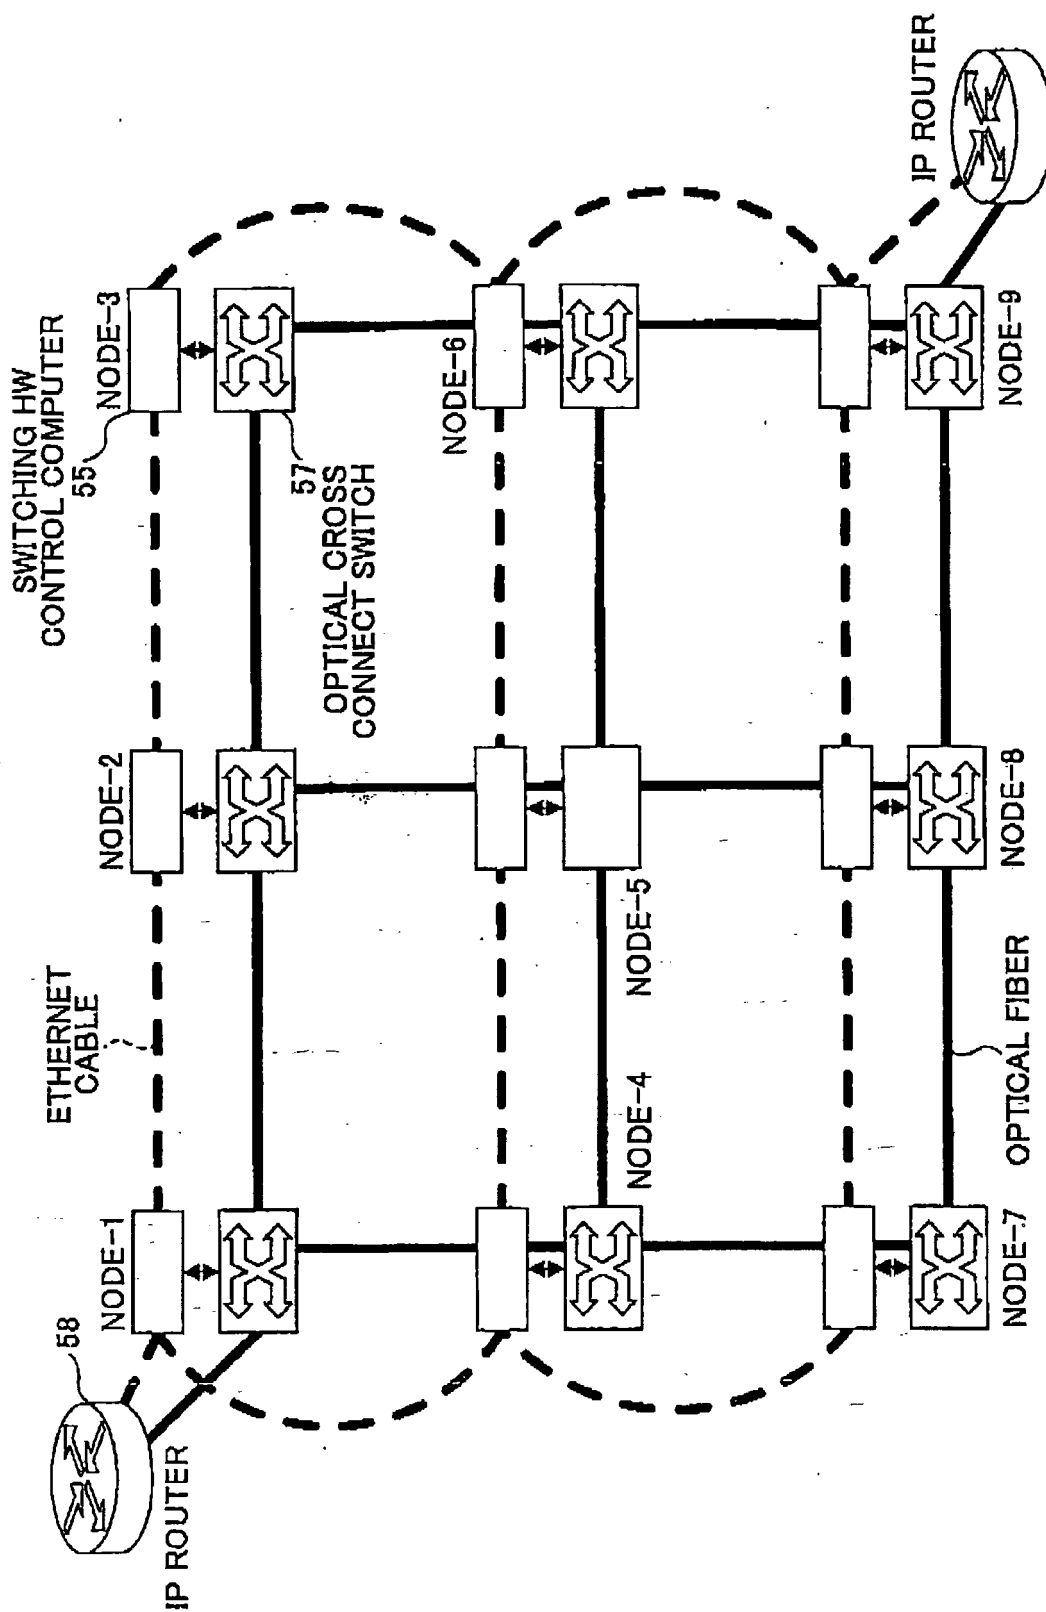 SWITCHING HW
CONTROL COMPUTER
55
58
IP ROUTER
NODE-1
ETHERNET
CABLE
NODE-2
NODE-3
57
OPTICAL CROSS
CONNECT SWITCH
NODE-4
NODE-5
NODE-6
NODE-7
OPTICAL FIBER
NODE-8
NODE-9
IP ROUTER